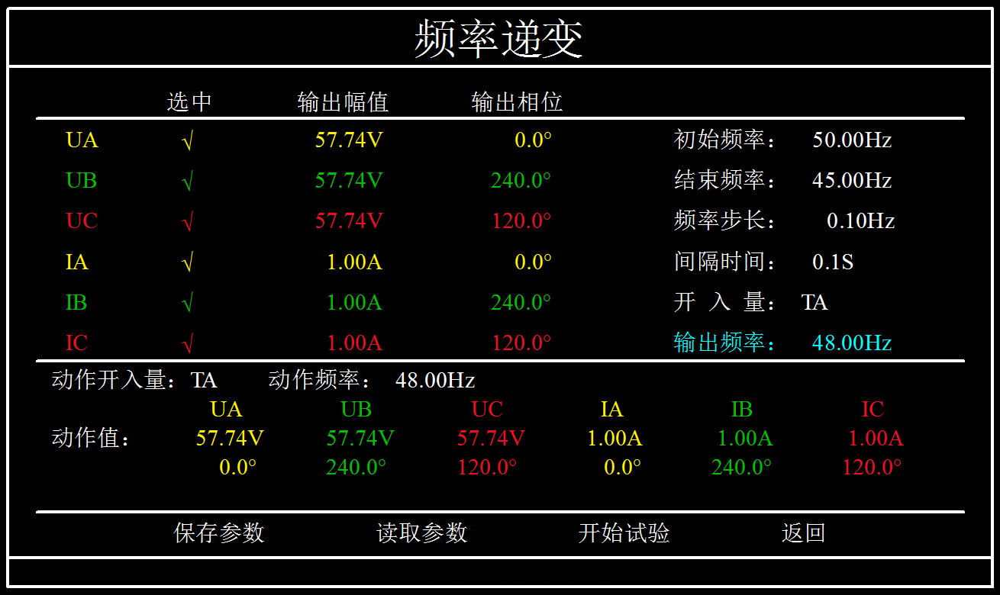 频率递变
选中 输出幅值 输出相位
UA √ 57.74V 0.0° 初始频率： 50.00Hz
UB √ 57.74V 240.0° 结束频率： 45.00Hz
UC √ 57.74V 120.0° 频率步长： 0.10Hz
IA √ 1.00A 0.0° 间隔时间： 0.1S
IB √ 1.00A 240.0° 开 入 量： TA
IC √ 1.00A 120.0° 输出频率： 48.00Hz
动作开入量：TA 动作频率： 48.00Hz
UA UB UC IA IB IC
动作值： 57.74V 57.74V 57.74V 1.00A 1.00A 1.00A
0.0° 240.0° 120.0° 0.0° 240.0° 120.0°
保存参数 读取参数 开始试验 返回